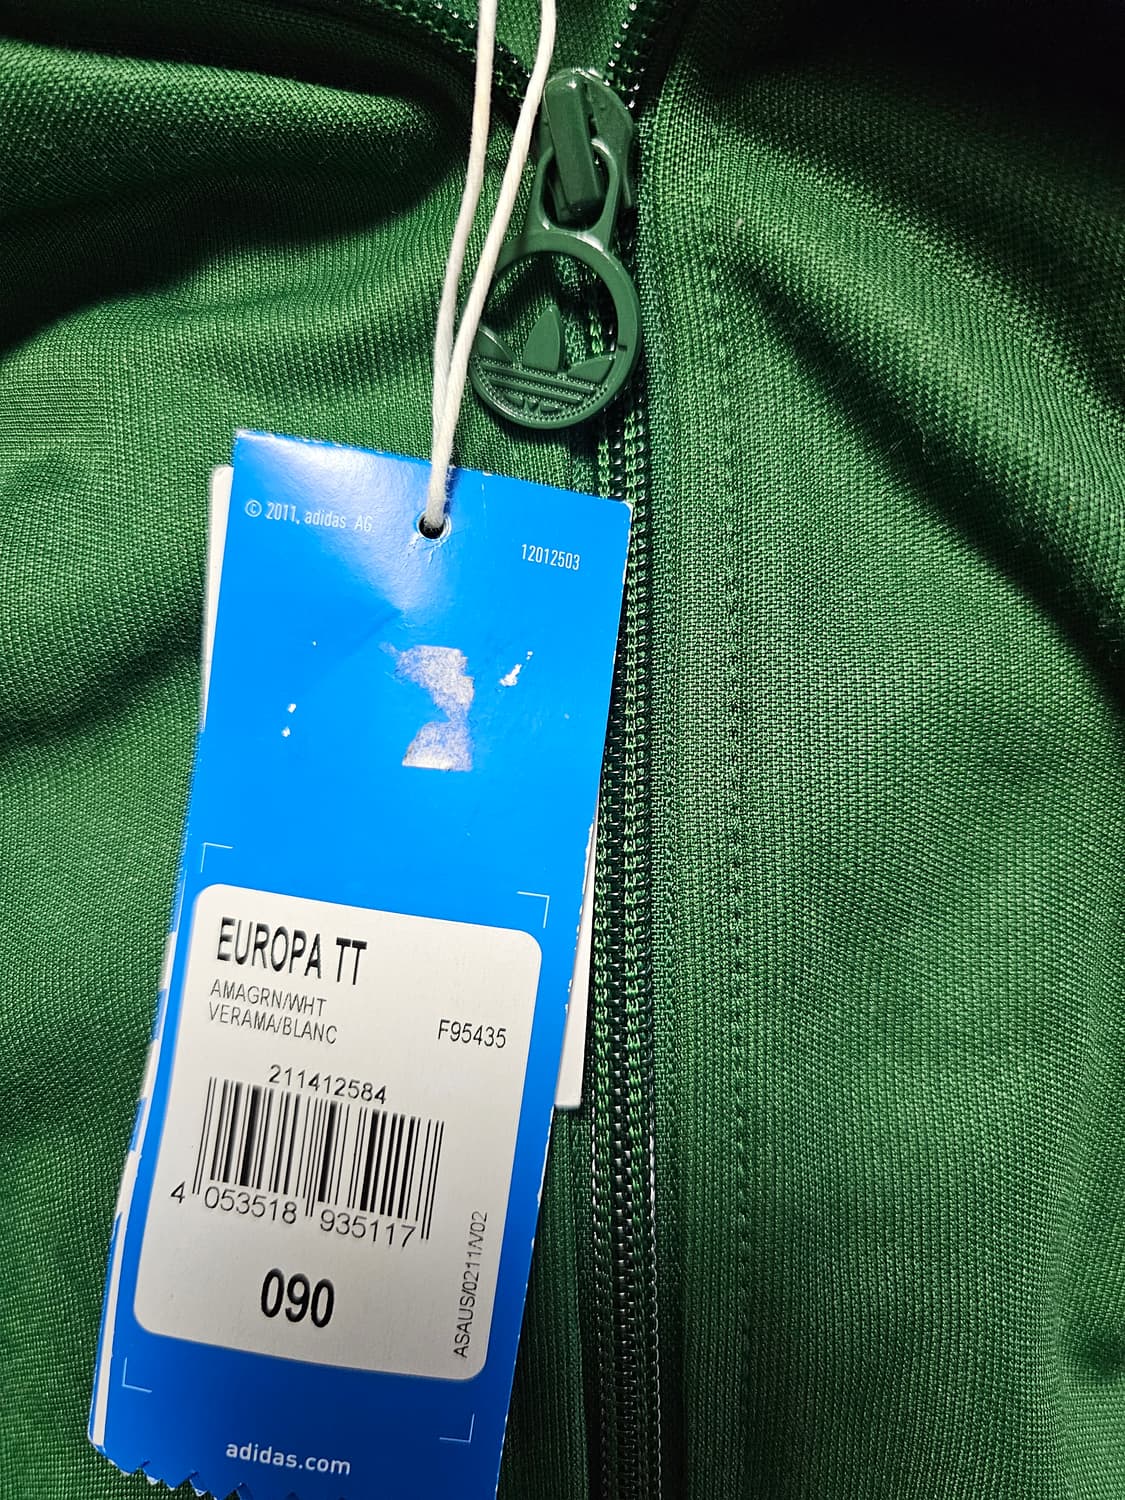 © 2011, adidas AG.
12012503
EUROPA TT
AMAGRN/WHT
VERAMA/BLANC
F95435
211412584
4 053518 935117
090
ASAUS/0211/V02
adidas.com